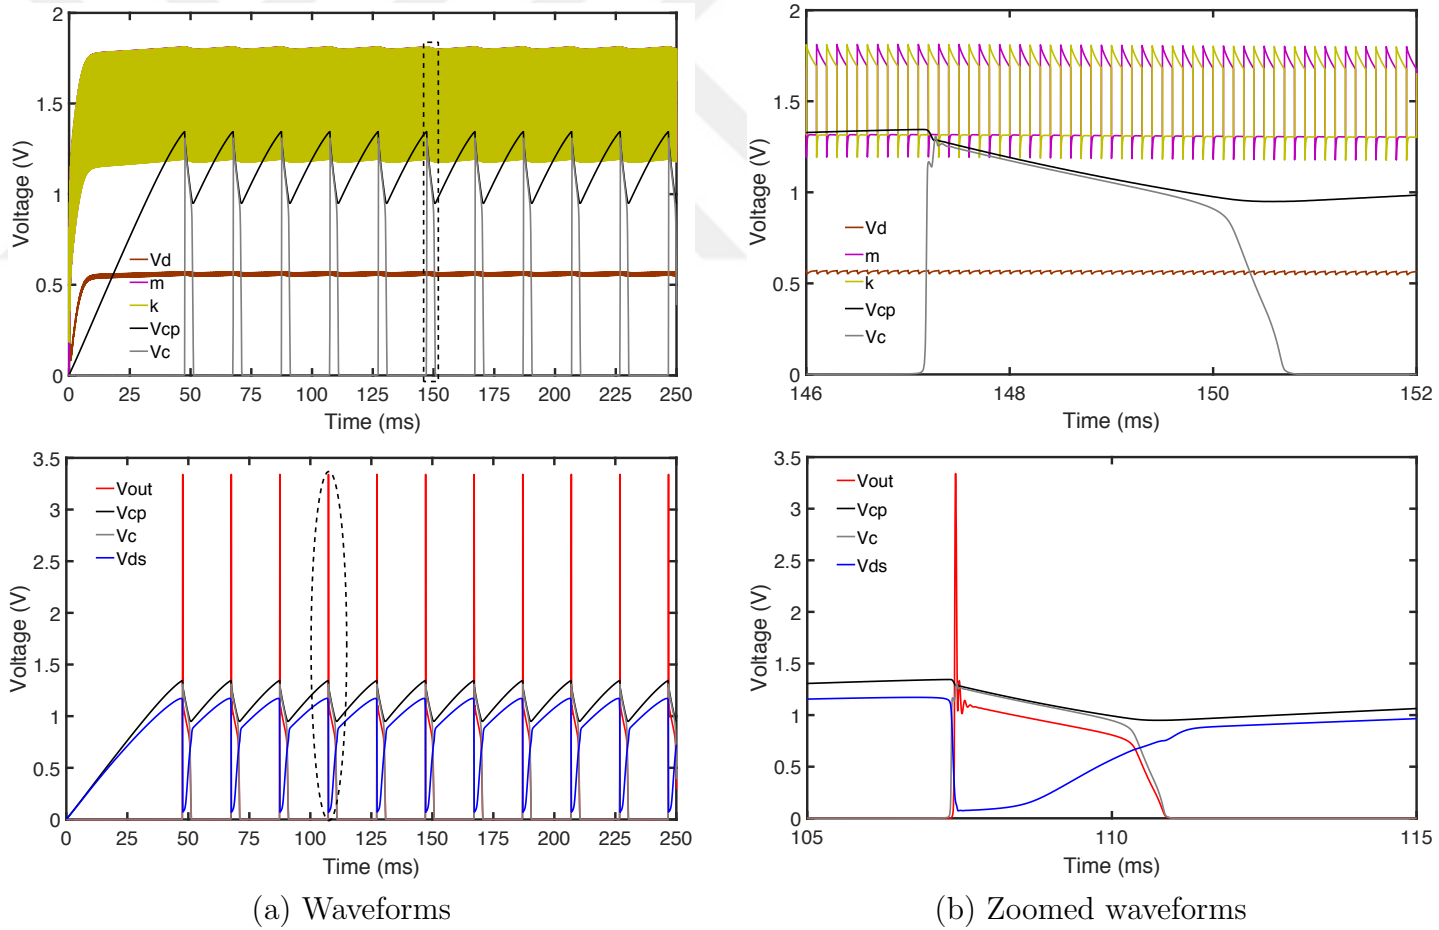 2
1.5
1
0.5
0
Voltage (V)
Vd
m
k
Vcp
Vc
0 25 50 75 100 125 150 175 200 225 250
Time (ms)
2
1.5
1
0.5
0
Voltage (V)
Vd
m
k
Vcp
Vc
146 148 150 152
Time (ms)
3.5
3
2.5
2
1.5
1
0.5
0
Voltage (V)
Vout
Vcp
Vc
Vds
0 25 50 75 100 125 150 175 200 225 250
Time (ms)
3.5
3
2.5
2
1.5
1
0.5
0
Voltage (V)
Vout
Vcp
Vc
Vds
105 110 115
Time (ms)
(a) Waveforms
(b) Zoomed waveforms